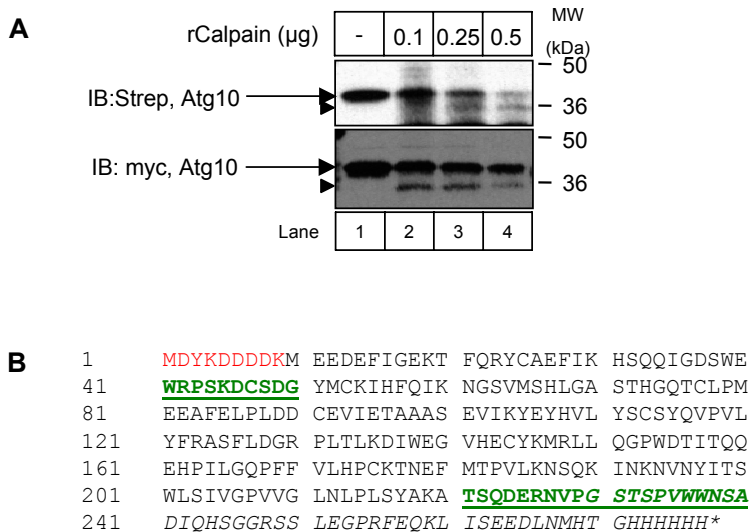 A
rCalpain (µg) - 0.1 0.25 0.5 MW (kDa)
IB:Strep, Atg10 50 36
IB: myc, Atg10 50 36
Lane 1 2 3 4
B
1 MDYKDDDDKM EEDEFIGEKT FQRYCAEFIK HSQQIGDSWE
41 WRPSKDCSDG YMCKIHFQIK NGSVMSHLGA STHGQTCLPM
81 EEAFELPLDD CEVIETAAAS EVIKYEYHVL YSCSYQVPVL
121 YFRASFLDGR PLTLKDIWEG VHECYKMRLL QGPWDTITQQ
161 EHPILGQPFF VLHPCKTNEF MTPVLKNSQK INKNVNYITS
201 WLSIVGPVVG LNLPLSYAKA TSQDERNVPG STSPVWWNSA
241 DIQHSGGRSS LEGPRFEQKL ISEEDLNMHT GHHHHHH*